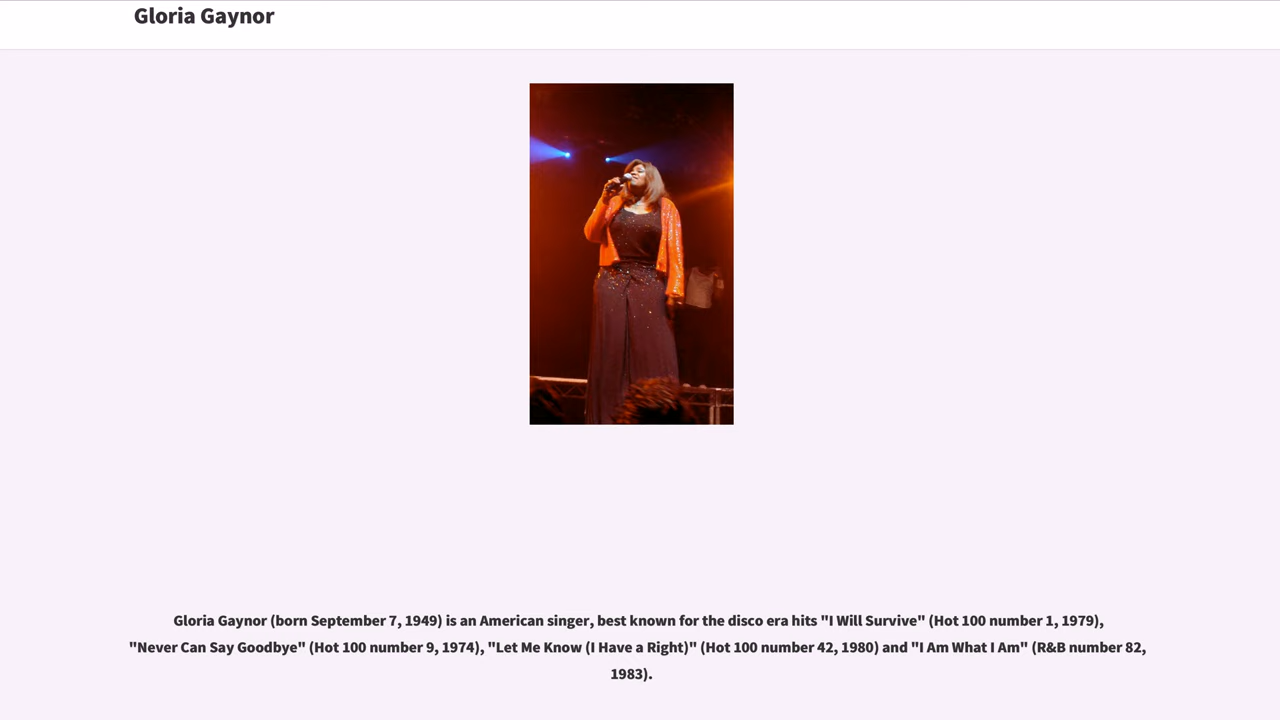 Gloria Gaynor
Gloria Gaynor (born September 7, 1949) is an American singer, best known for the disco era hits "I Will Survive" (Hot 100 number 1, 1979),
"Never Can Say Goodbye" (Hot 100 number 9, 1974), "Let Me Know (I Have a Right)" (Hot 100 number 42, 1980) and "I Am What I Am" (R&B number 82,
1983).